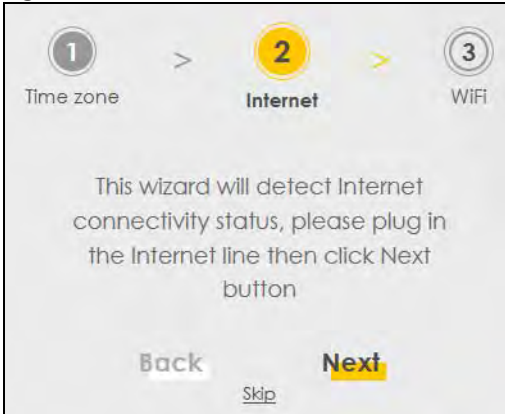 1 > 2 > 3
Time zone Internet WiFi
This wizard will detect Internet
connectivity status, please plug in
the Internet line then click Next
button
Back Next
Skip